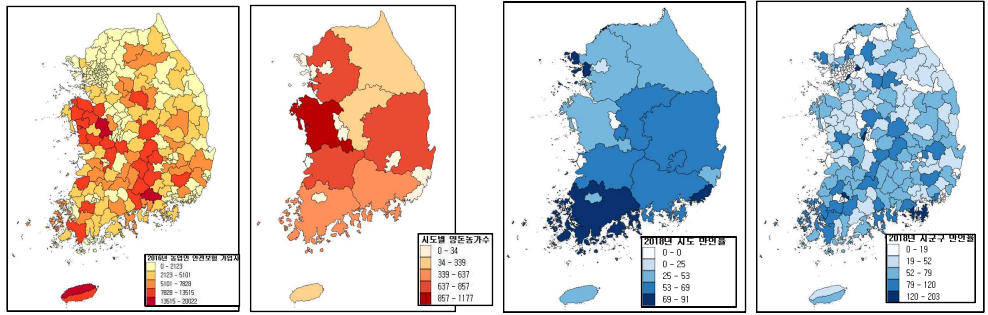 2016년 농업인 안전보험 가입자
0 - 2123
2123 - 5101
5101 - 7828
7828 - 13515
13515 - 20022
시도별 양돈농가수
0 - 34
34 - 339
339 - 637
637 - 857
857 - 1177
2018년 시도 만인율
0 - 0
0 - 25
25 - 53
53 - 69
69 - 91
2018년 시군구 만인율
0 - 19
19 - 52
52 - 79
79 - 120
120 - 203